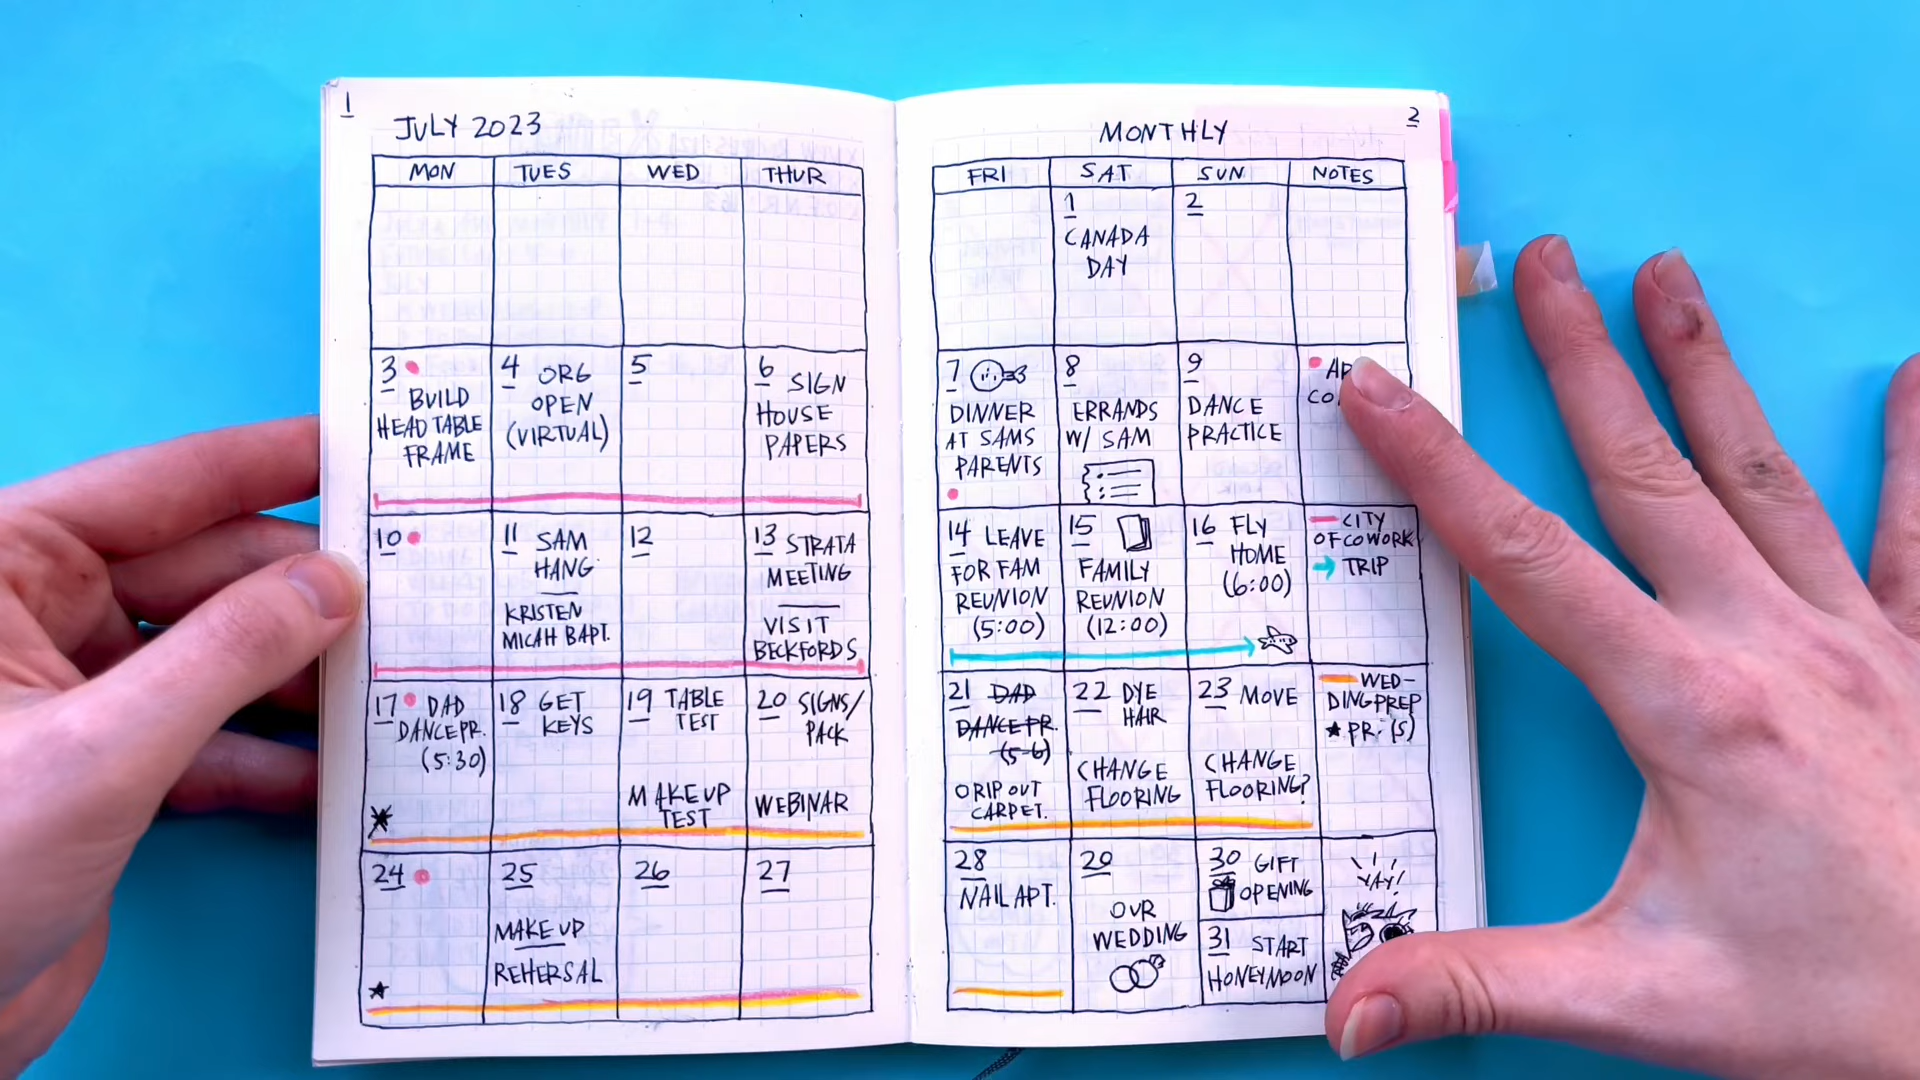 1
JULY 2023
MON TUES WED THUR
3
BUILD
HEAD TABLE
FRAME
4 ORG
OPEN
(VIRTUAL)
5
6 SIGN
HOUSE
PAPERS
10
11 SAM
HANG
KRISTEN
MICAH BAPT.
12
13 STRATA
MEETING
VISIT
BECKFORDS
17 DAD
DANCE PR.
(5:30)
18 GET
KEYS
19 TABLE
TEST
MAKEUP
TEST
20 SIGNS/
PACK
WEBINAR
24
25
MAKE UP
REHERSAL
26
27
2
MONTHLY
FRI SAT SUN NOTES
1
CANADA
DAY
2
7
DINNER
AT SAMS
PARENTS
8
ERRANDS
W/ SAM
9
DANCE
PRACTICE
14 LEAVE
FOR FAM
REUNION
(5:00)
15
FAMILY
REUNION
(12:00)
16 FLY
HOME
(6:00)
CITY
OF COWORK
TRIP
21 DAD
DANCE PR.
(5-6)
O RIP OUT
CARPET.
22 DYE
HAIR
CHANGE
FLOORING
23 MOVE
CHANGE
FLOORING?
WED-
DING PREP
★ PR. (S)
28
NAIL APT.
29
OUR
WEDDING
30 GIFT
OPENING
31 START
HONEYMOON
YAY!